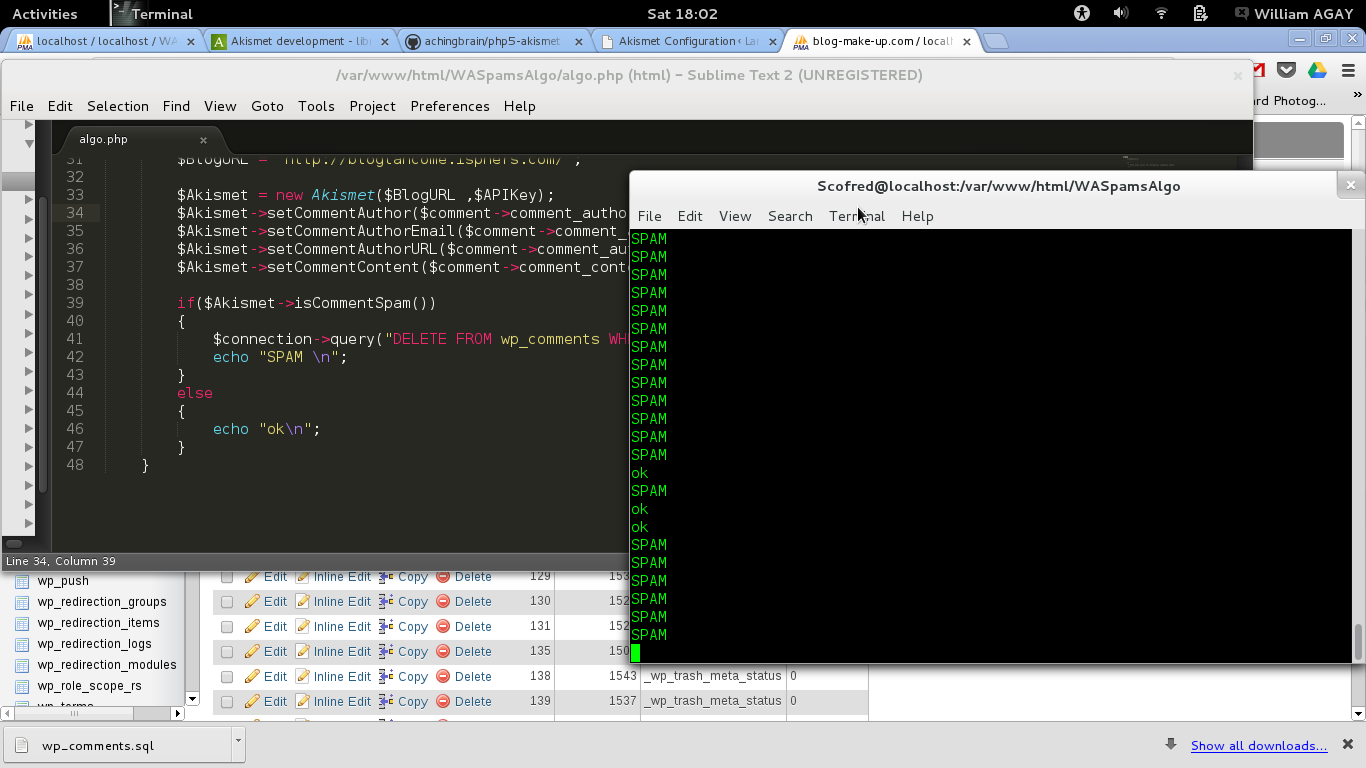 Activities Terminal Sat 18:02 William AGAY
localhost / localhost / WA Akismet development - lib achingbrain/php5-akismet Akismet Configuration ‹ La blog-make-up.com / local
/var/www/html/WASpamsAlgo/algo.php (html) - Sublime Text 2 (UNREGISTERED)
File Edit Selection Find View Goto Tools Project Preferences Help
ard Photog...
algo.php
31 $BlogURL = "http://bloglancome.isphers.com/";
32
33 $Akismet = new Akismet($BlogURL ,$APIKey);
34 $Akismet->setCommentAuthor($comment->comment_autho
35 $Akismet->setCommentAuthorEmail($comment->comment_
36 $Akismet->setCommentAuthorURL($comment->comment_au
37 $Akismet->setCommentContent($comment->comment_cont
38
39 if($Akismet->isCommentSpam())
40 {
41 $connection->query("DELETE FROM wp_comments WH
42 echo "SPAM \n";
43 }
44 else
45 {
46 echo "ok\n";
47 }
48 }
Line 34, Column 39
Scofred@localhost:/var/www/html/WASpamsAlgo
File Edit View Search Terminal Help
SPAM
SPAM
SPAM
SPAM
SPAM
SPAM
SPAM
SPAM
SPAM
SPAM
SPAM
SPAM
SPAM
ok
SPAM
ok
ok
SPAM
SPAM
SPAM
SPAM
SPAM
SPAM
wp_push
wp_redirection_groups
wp_redirection_items
wp_redirection_logs
wp_redirection_modules
wp_role_scope_rs
wp_terms
Edit Inline Edit Copy Delete 129 153
Edit Inline Edit Copy Delete 130 152
Edit Inline Edit Copy Delete 131 152
Edit Inline Edit Copy Delete 135 150
Edit Inline Edit Copy Delete 138 1543 _wp_trash_meta_status 0
Edit Inline Edit Copy Delete 139 1537 _wp_trash_meta_status 0
wp_comments.sql Show all downloads...